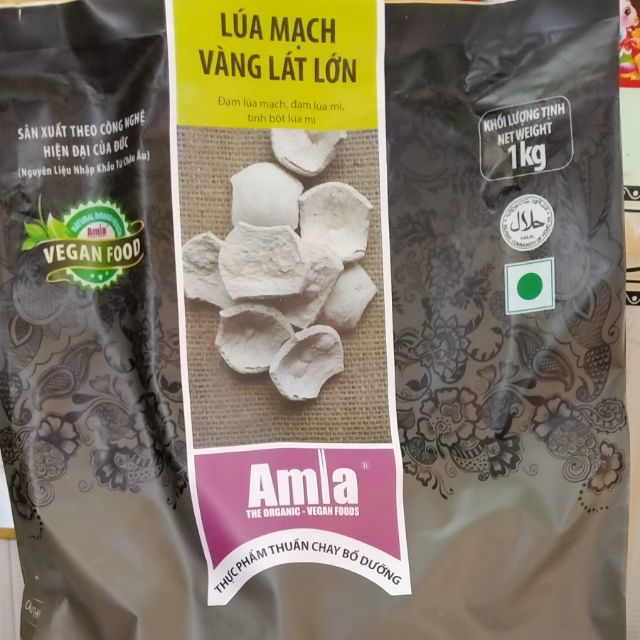 LÚA MẠCH
VÀNG LÁT LỚN
Đạm lúa mạch, đạm lúa mì,
tinh bột lúa mì
SẢN XUẤT THEO CÔNG NGHỆ
HIỆN ĐẠI CỦA ĐỨC
(Nguyên Liệu Nhập Khẩu Từ Châu Âu)
Amla
VEGAN FOOD
KHỐI LƯỢNG TỊNH
NET WEIGHT
1kg
حلال
HALAL
Amla ®
THE ORGANIC - VEGAN FOODS
THỰC PHẨM THUẦN CHAY BỔ DƯỠNG